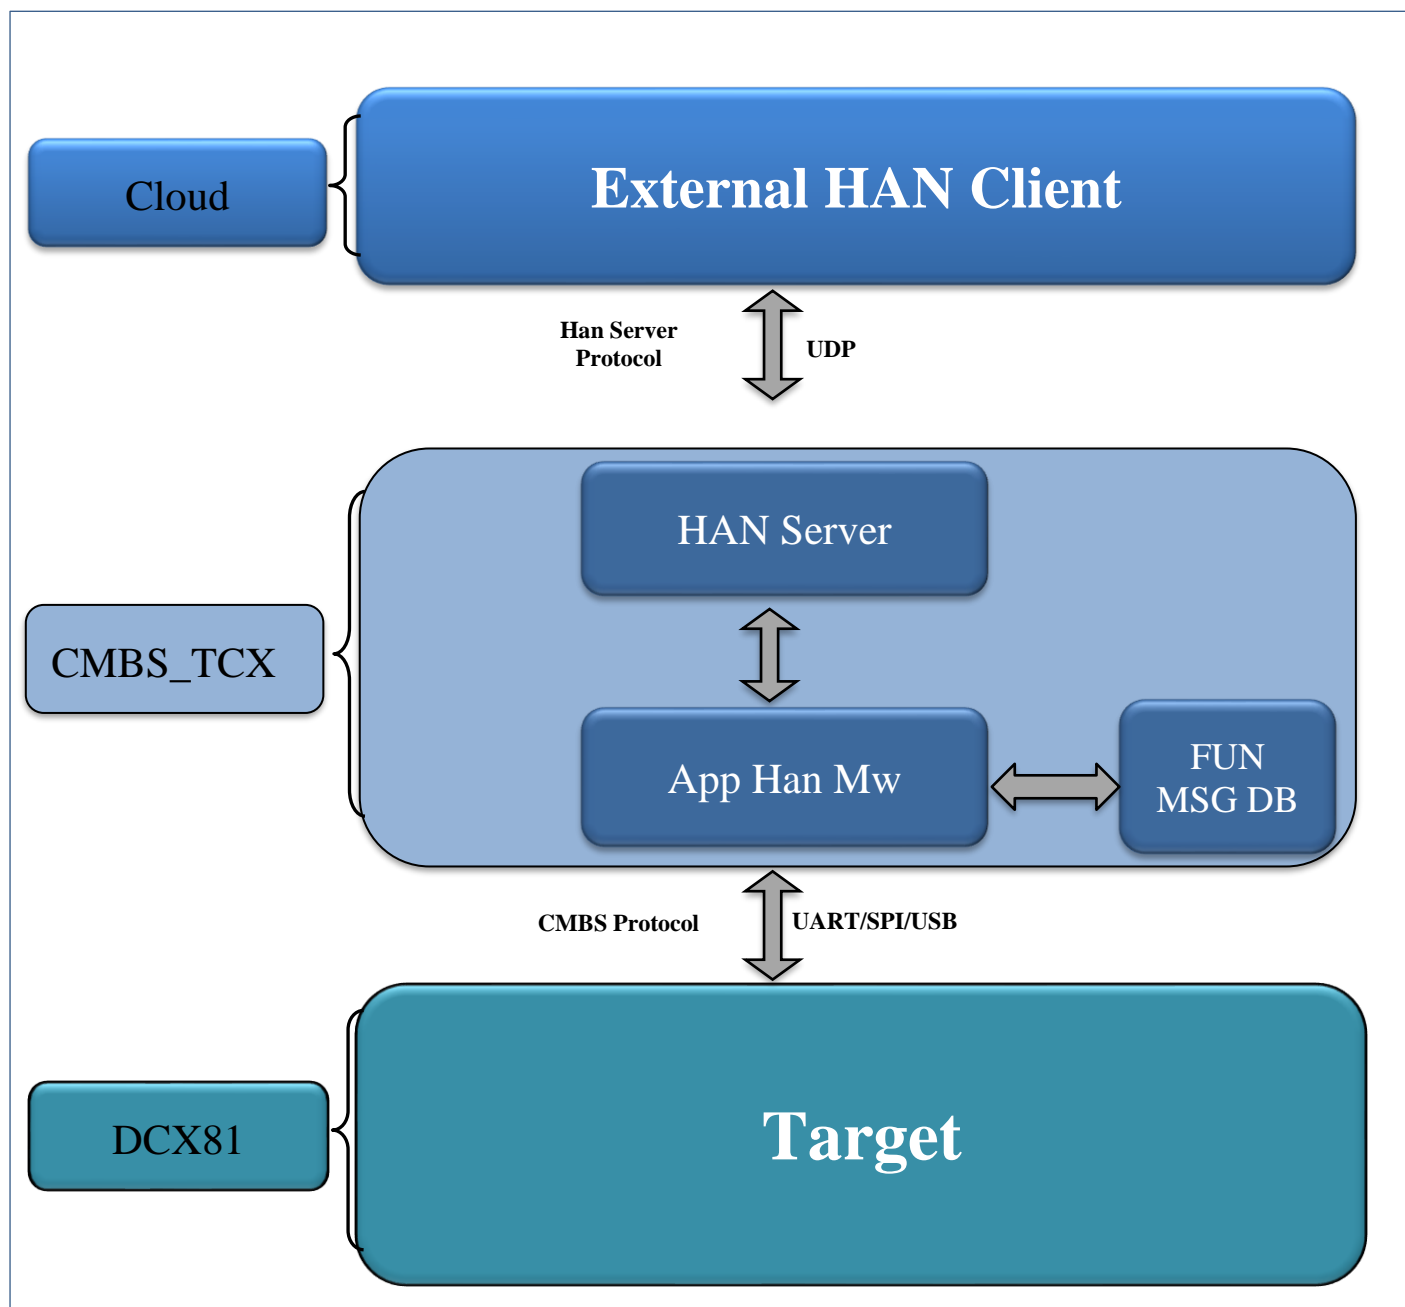 Cloud
External HAN Client
Han Server
Protocol
UDP
HAN Server
CMBS_TCX
App Han Mw
FUN
MSG DB
CMBS Protocol
UART/SPI/USB
DCX81
Target